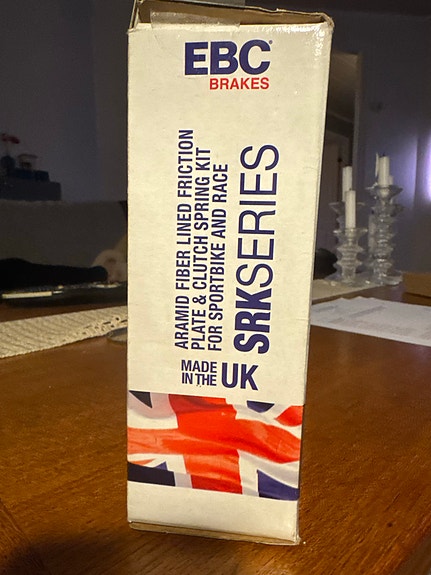 EBC
BRAKES
ARAMID FIBER LINED FRICTION
PLATE & CLUTCH SPRING KIT
FOR SPORTBIKE AND RACE
SRKSERIES
MADE
IN THE UK